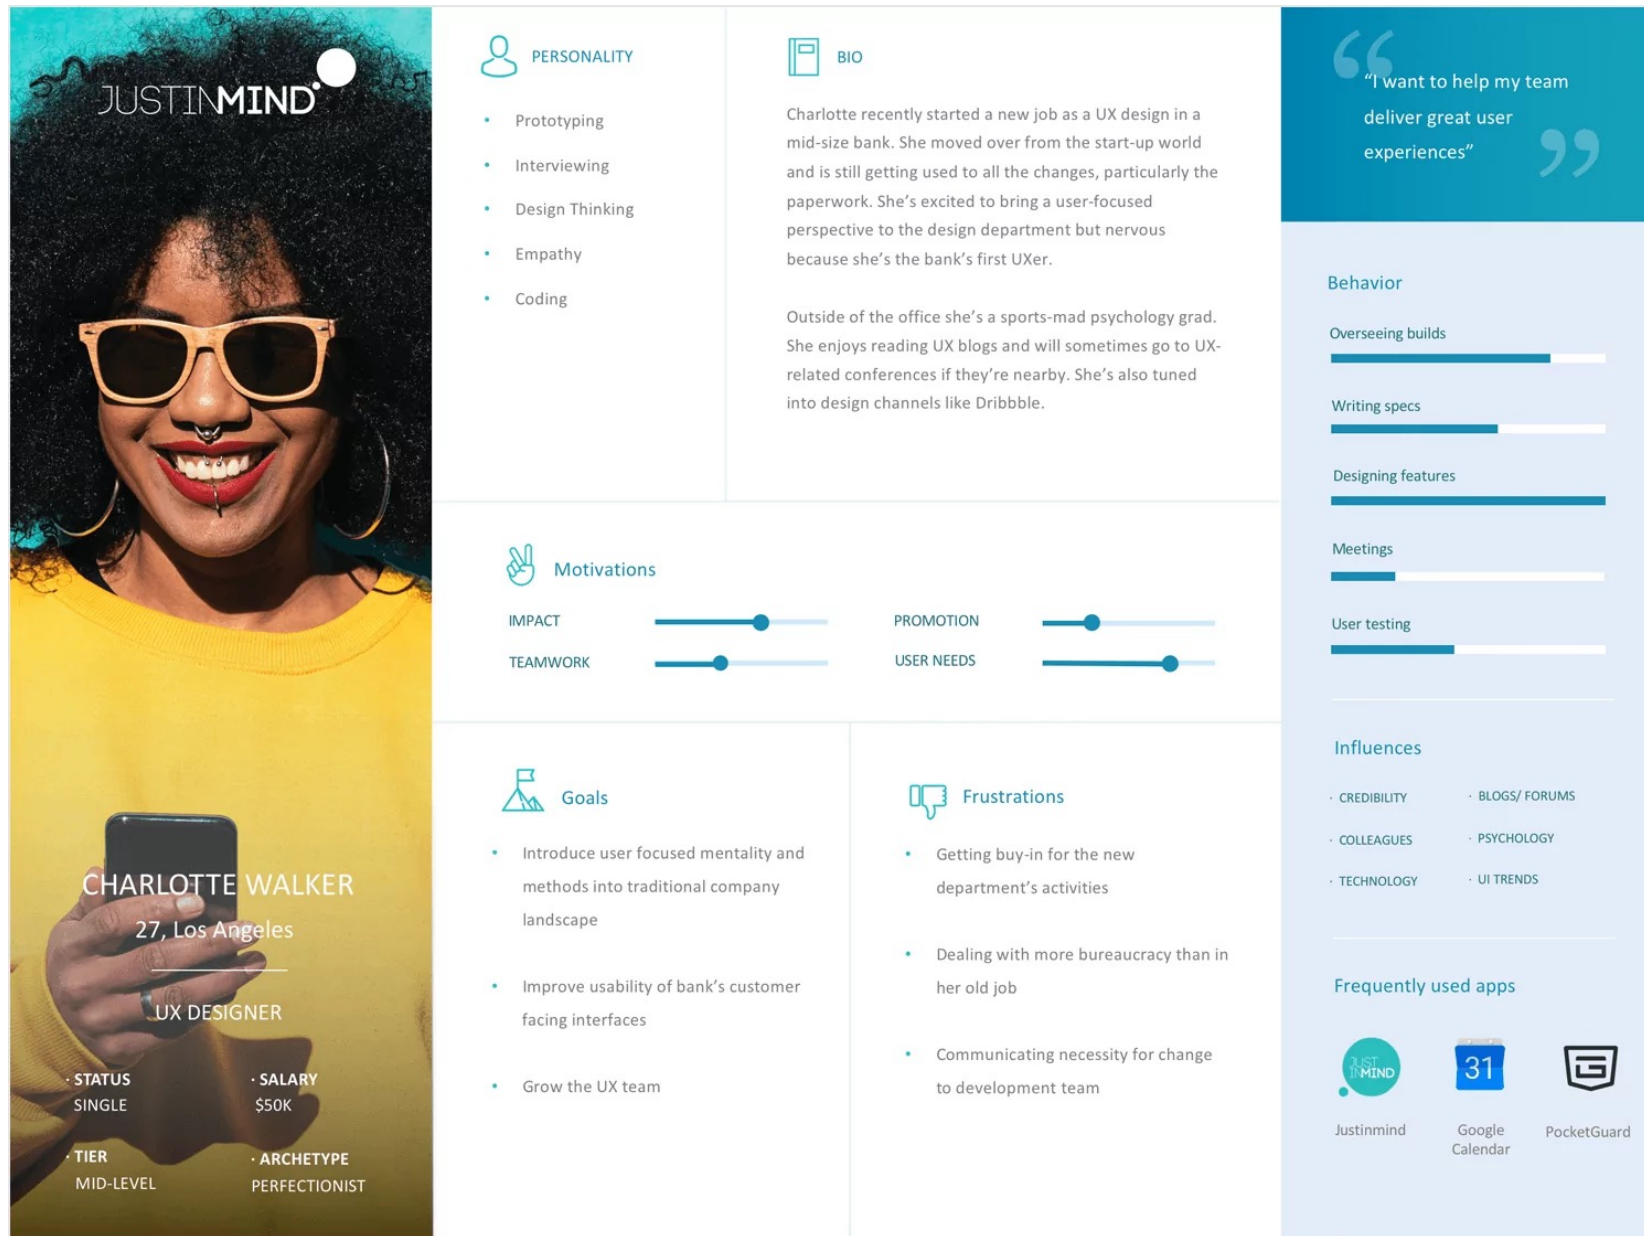 JUSTINMIND
CHARLOTTE WALKER
27, Los Angeles
UX DESIGNER
· STATUS
SINGLE
· SALARY
$50K
· TIER
MID-LEVEL
· ARCHETYPE
PERFECTIONIST
PERSONALITY
• Prototyping
• Interviewing
• Design Thinking
• Empathy
• Coding
BIO
Charlotte recently started a new job as a UX design in a
mid-size bank. She moved over from the start-up world
and is still getting used to all the changes, particularly the
paperwork. She's excited to bring a user-focused
perspective to the design department but nervous
because she's the bank's first UXer.
Outside of the office she's a sports-mad psychology grad.
She enjoys reading UX blogs and will sometimes go to UX-
related conferences if they're nearby. She's also tuned
into design channels like Dribbble.
Motivations
IMPACT
TEAMWORK
PROMOTION
USER NEEDS
Goals
• Introduce user focused mentality and
methods into traditional company
landscape
• Improve usability of bank's customer
facing interfaces
• Grow the UX team
Frustrations
• Getting buy-in for the new
department's activities
• Dealing with more bureaucracy than in
her old job
• Communicating necessity for change
to development team
“I want to help my team
deliver great user
experiences”
Behavior
Overseeing builds
Writing specs
Designing features
Meetings
User testing
Influences
· CREDIBILITY
· COLLEAGUES
· TECHNOLOGY
· BLOGS/ FORUMS
· PSYCHOLOGY
· UI TRENDS
Frequently used apps
JUST
INMIND
31
Justinmind
Google
Calendar
PocketGuard